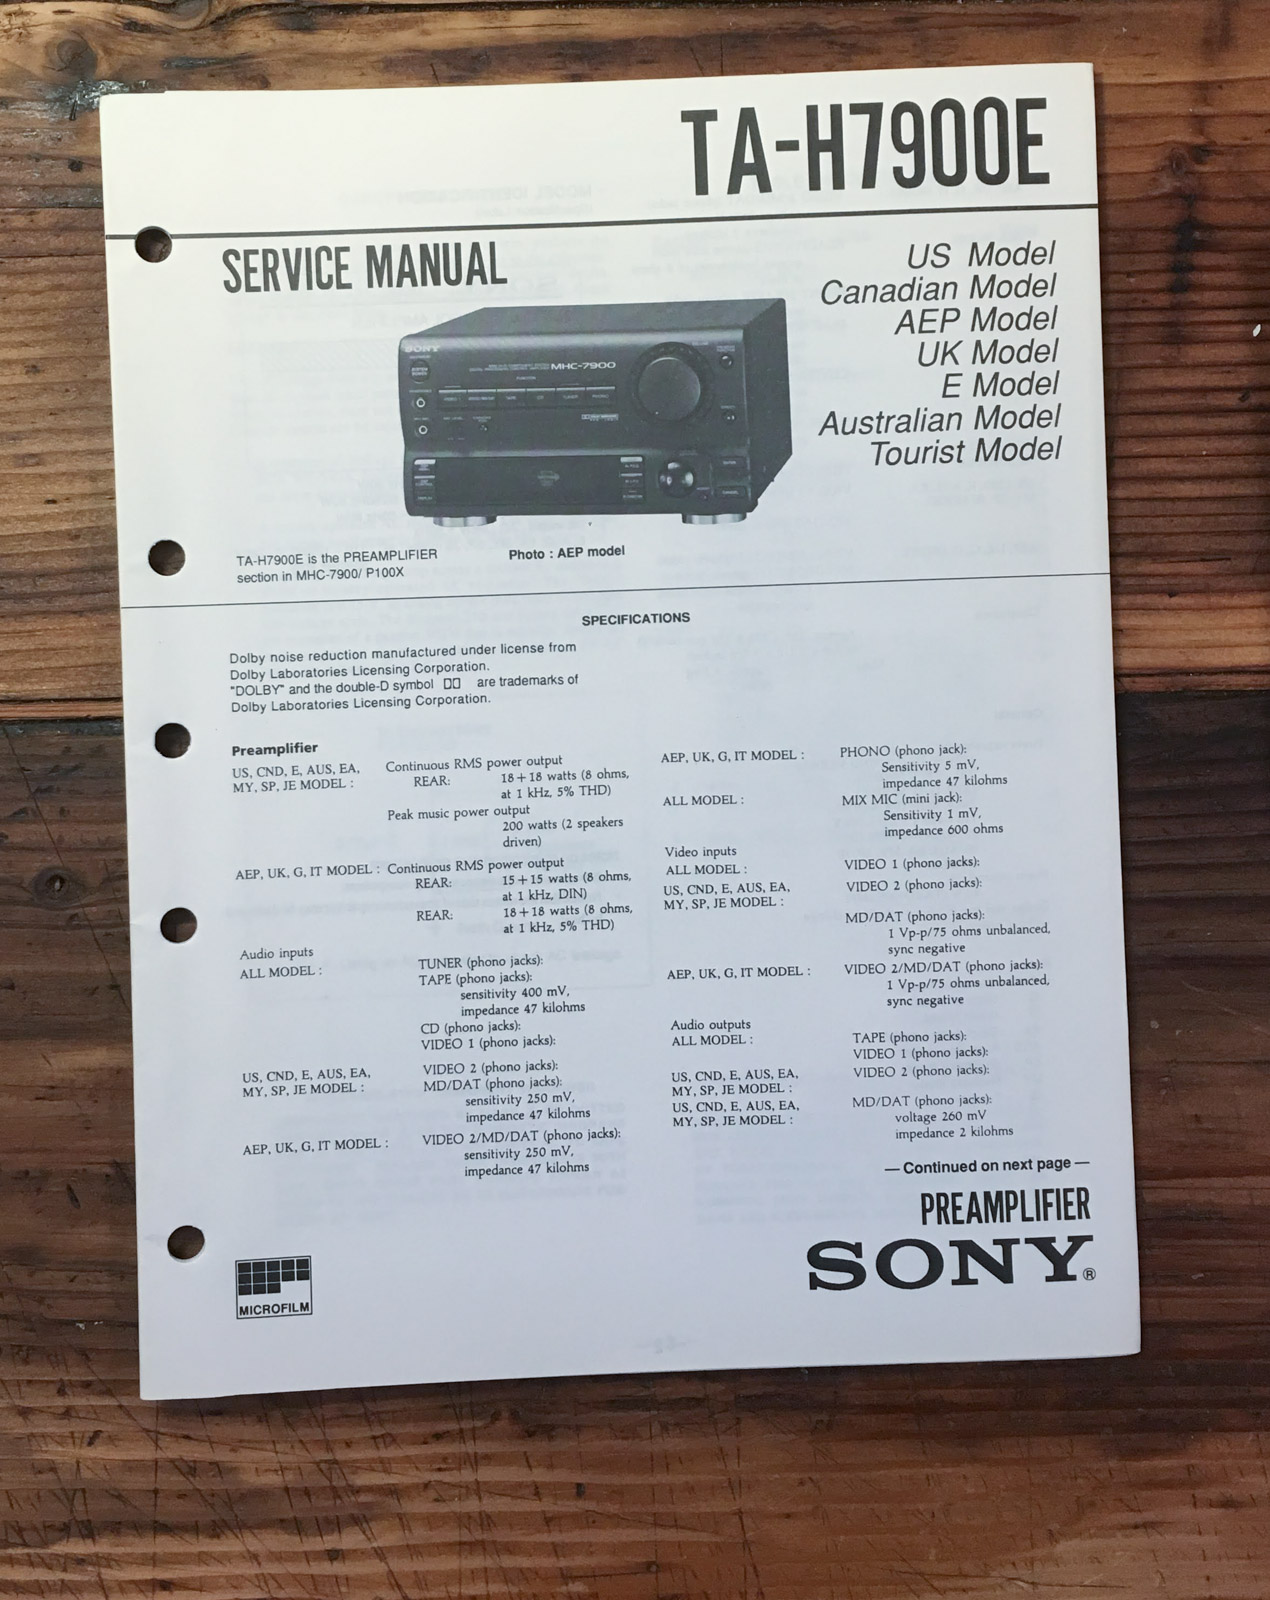 TA-H7900E
SERVICE MANUAL
US Model
Canadian Model
AEP Model
UK Model
E Model
Australian Model
Tourist Model
SONY
MHC-7900
TA-H7900E is the PREAMPLIFIER
section in MHC-7900/ P100X
Photo : AEP model
SPECIFICATIONS
Dolby noise reduction manufactured under license from
Dolby Laboratories Licensing Corporation.
"DOLBY" and the double-D symbol are trademarks of
Dolby Laboratories Licensing Corporation.
Preamplifier
US, CND, E, AUS, EA,
MY, SP, JE MODEL :
Continuous RMS power output
REAR: 18 + 18 watts (8 ohms,
at 1 kHz, 5% THD)
Peak music power output
200 watts (2 speakers
driven)
AEP, UK, G, IT MODEL : Continuous RMS power output
REAR: 15 + 15 watts (8 ohms,
at 1 kHz, DIN)
REAR: 18 + 18 watts (8 ohms,
at 1 kHz, 5% THD)
Audio inputs
ALL MODEL :
TUNER (phono jacks):
TAPE (phono jacks):
sensitivity 400 mV,
impedance 47 kilohms
CD (phono jacks):
VIDEO 1 (phono jacks):
US, CND, E, AUS, EA,
MY, SP, JE MODEL :
VIDEO 2 (phono jacks):
MD/DAT (phono jacks):
sensitivity 250 mV,
impedance 47 kilohms
AEP, UK, G, IT MODEL :
VIDEO 2/MD/DAT (phono jacks):
sensitivity 250 mV,
impedance 47 kilohms
AEP, UK, G, IT MODEL :
PHONO (phono jack):
Sensitivity 5 mV,
impedance 47 kilohms
ALL MODEL :
MIX MIC (mini jack):
Sensitivity 1 mV,
impedance 600 ohms
Video inputs
ALL MODEL :
VIDEO 1 (phono jacks):
US, CND, E, AUS, EA,
MY, SP, JE MODEL :
VIDEO 2 (phono jacks):
MD/DAT (phono jacks):
1 Vp-p/75 ohms unbalanced,
sync negative
AEP, UK, G, IT MODEL :
VIDEO 2/MD/DAT (phono jacks):
1 Vp-p/75 ohms unbalanced,
sync negative
Audio outputs
ALL MODEL :
TAPE (phono jacks):
VIDEO 1 (phono jacks):
US, CND, E, AUS, EA,
MY, SP, JE MODEL :
VIDEO 2 (phono jacks):
US, CND, E, AUS, EA,
MY, SP, JE MODEL :
MD/DAT (phono jacks):
voltage 260 mV
impedance 2 kilohms
— Continued on next page —
PREAMPLIFIER
SONY®
MICROFILM